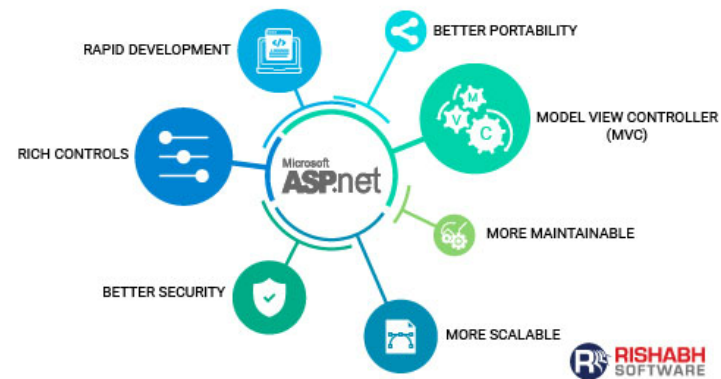 RAPID DEVELOPMENT
BETTER PORTABILITY
M
V
C
MODEL VIEW CONTROLLER
(MVC)
RICH CONTROLS
Microsoft
ASP.net
MORE MAINTAINABLE
BETTER SECURITY
MORE SCALABLE
R
RISHABH
SOFTWARE